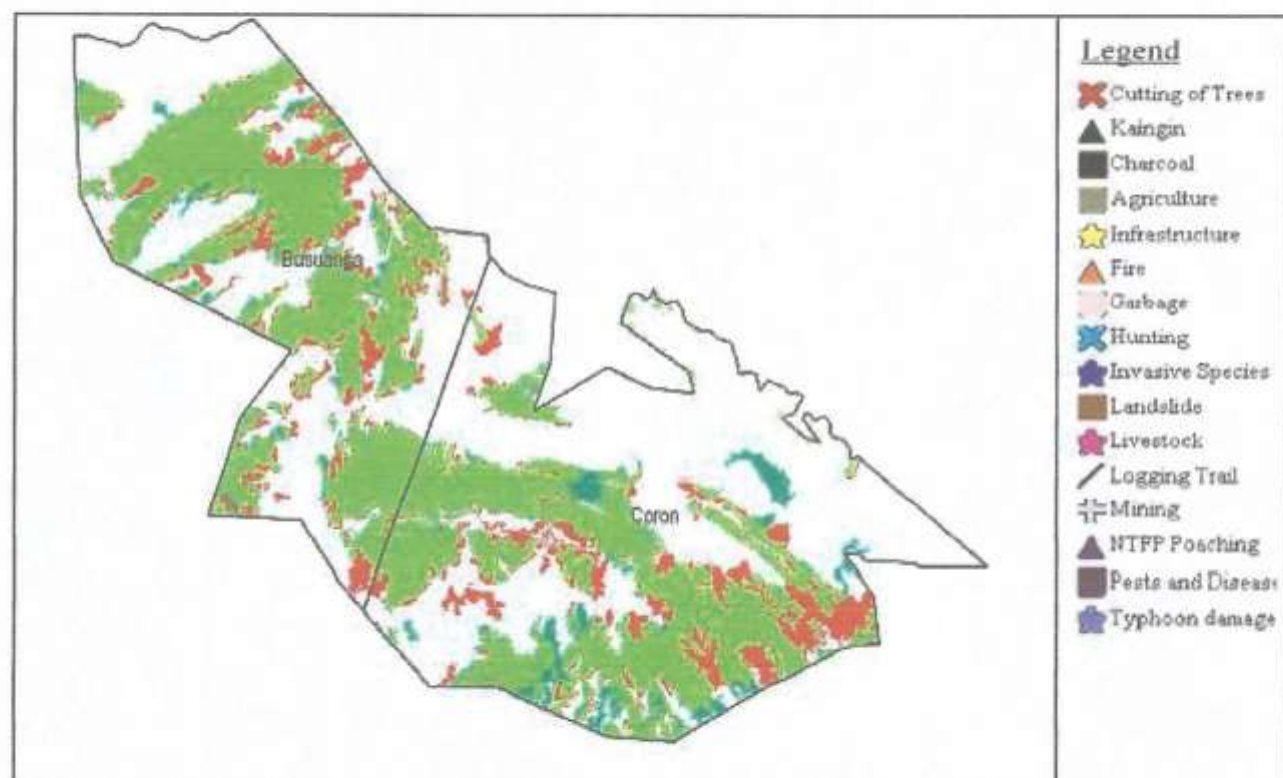 Busuanga
Coron
Legend
Cutting of Trees
Kaingin
Charcoal
Agriculture
Infrastructure
Fire
Garbage
Hunting
Invasive Species
Landslide
Livestock
Logging Trail
Mining
NTFP Poaching
Pests and Disease
Typhoon damage